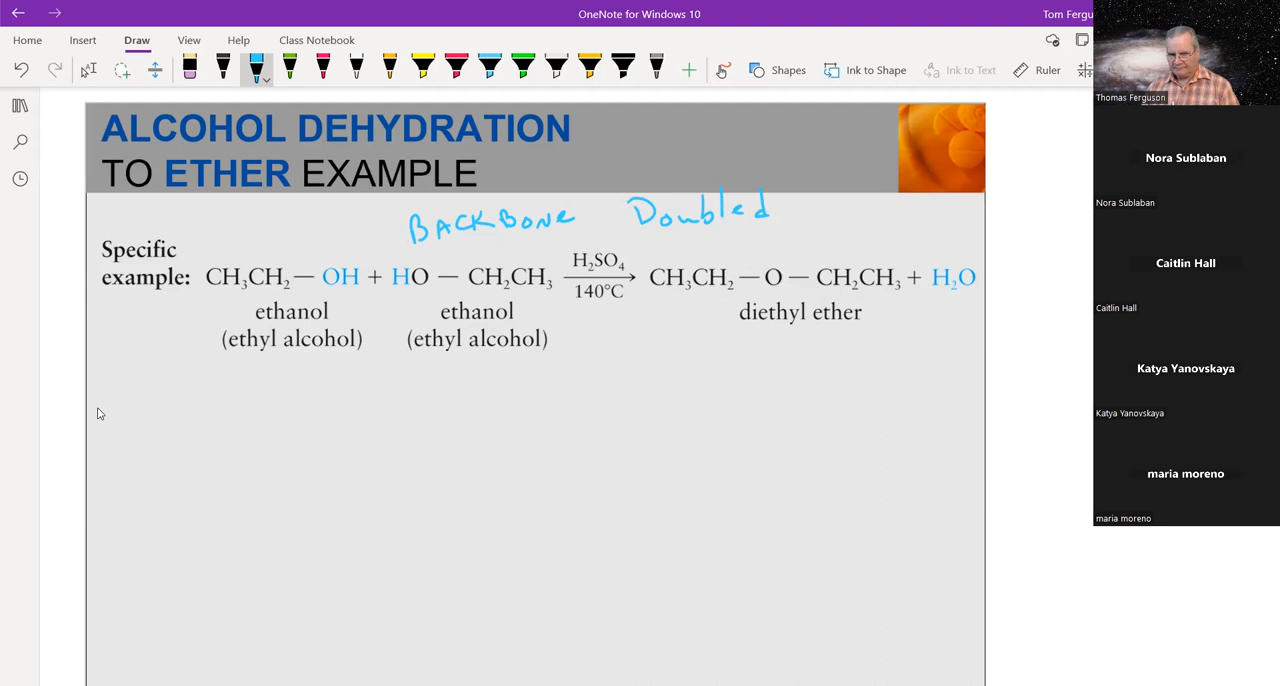 OneNote for Windows 10
Tom Fergu
Home Insert Draw View Help Class Notebook
Shapes Ink to Shape Ink to Text Ruler
Thomas Ferguson
ALCOHOL DEHYDRATION
TO ETHER EXAMPLE
BACKBONE Doubled
Specific
example: CH₃CH₂ — OH + HO — CH₂CH₃ H₂SO₄ 140°C → CH₃CH₂ — O — CH₂CH₃ + H₂O
ethanol ethanol diethyl ether
(ethyl alcohol) (ethyl alcohol)
Nora Sublaban
Nora Sublaban
Caitlin Hall
Caitlin Hall
Katya Yanovskaya
Katya Yanovskaya
maria moreno
maria moreno